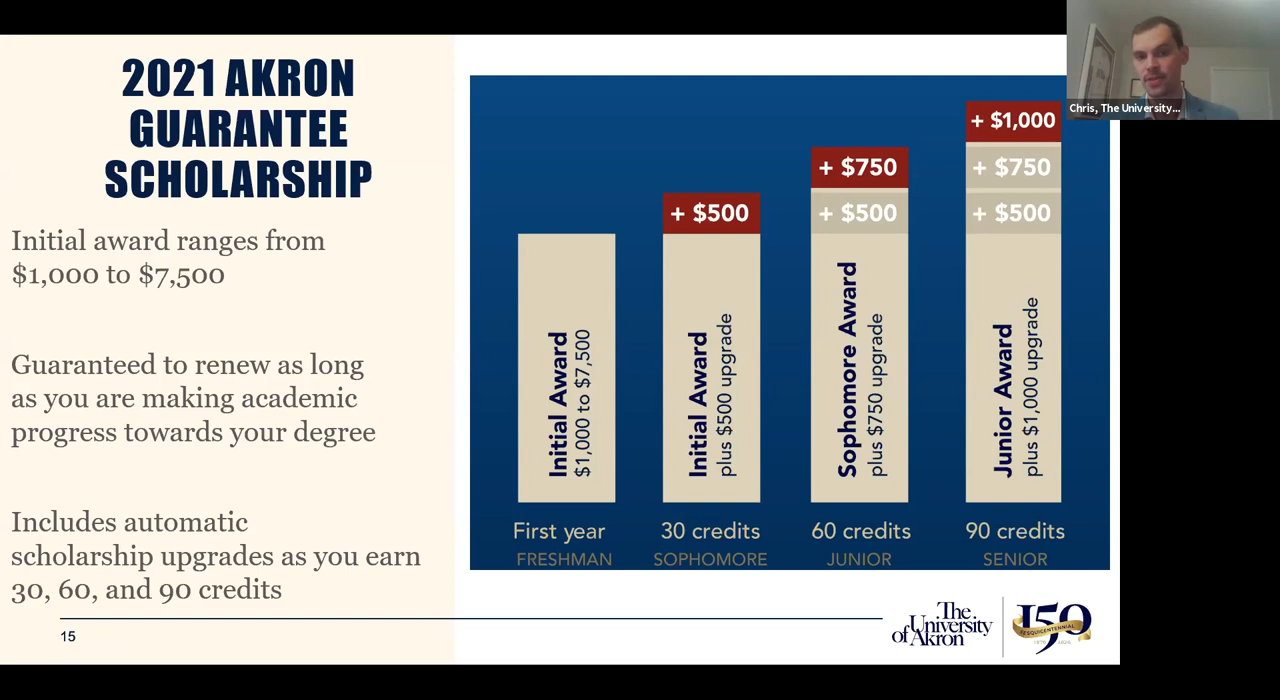 2021 AKRON
GUARANTEE
SCHOLARSHIP
Initial award ranges from
$1,000 to $7,500
Guaranteed to renew as long
as you are making academic
progress towards your degree
Includes automatic
scholarship upgrades as you earn
30, 60, and 90 credits
15
Initial Award
$1,000 to $7,500
First year
FRESHMAN
+ $500
Initial Award
plus $500 upgrade
30 credits
SOPHOMORE
+ $750
+ $500
Sophomore Award
plus $750 upgrade
60 credits
JUNIOR
+ $1,000
+ $750
+ $500
Junior Award
plus $1,000 upgrade
90 credits
SENIOR
The
University
of Akron
150
SESQUICENTENNIAL
Chris, The University...